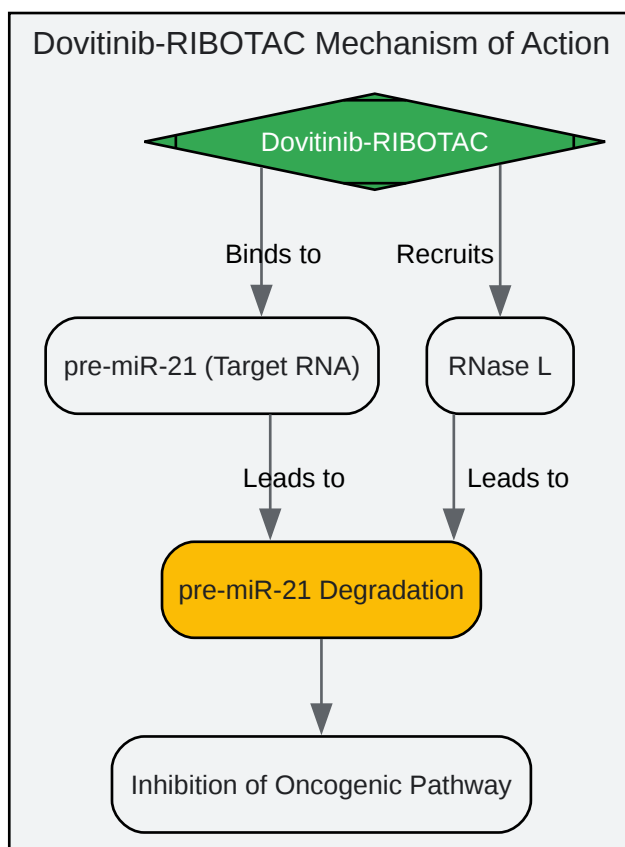 Dovitinib-RIBOTAC Mechanism of Action
Dovitinib-RIBOTAC
Binds to
Recruits
pre-miR-21 (Target RNA)
RNase L
Leads to
Leads to
pre-miR-21 Degradation
Inhibition of Oncogenic Pathway